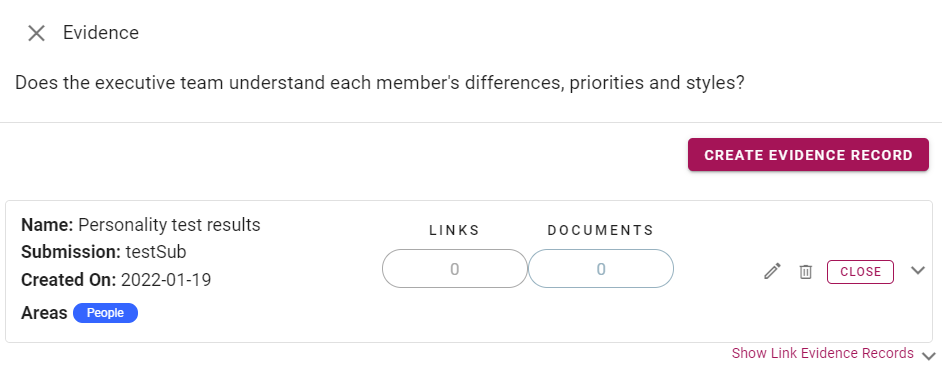 Evidence
Does the executive team understand each member's differences, priorities and styles?
CREATE EVIDENCE RECORD
Name: Personality test results
Submission: testSub
Created On: 2022-01-19
Areas People
LINKS DOCUMENTS
0 0
CLOSE
Show Link Evidence Records